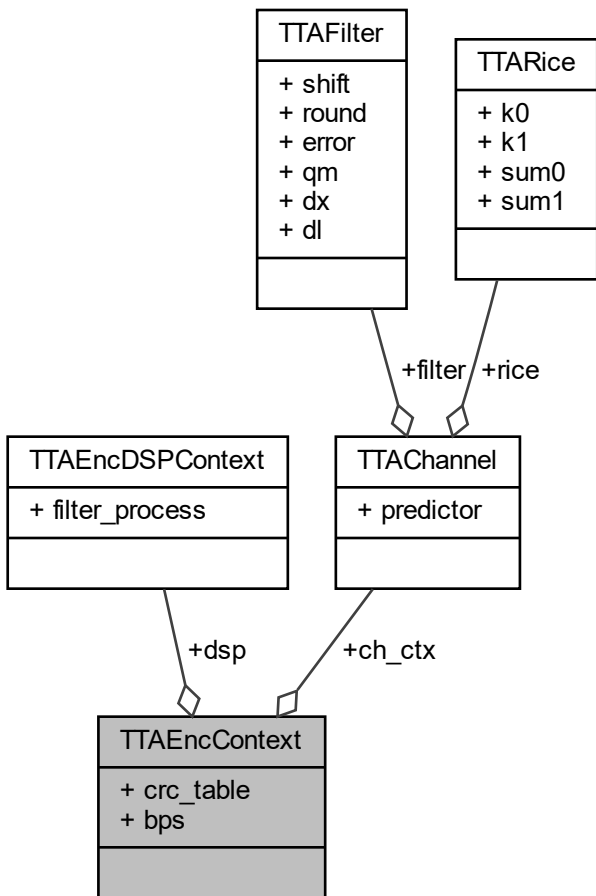 TTAFilter
+ shift
+ round
+ error
+ qm
+ dx
+ dl
TTARice
+ k0
+ k1
+ sum0
+ sum1
+filter
+rice
TTAEncDSPContext
+ filter_process
TTAChannel
+ predictor
+dsp
+ch_ctx
TTAEncContext
+ crc_table
+ bps